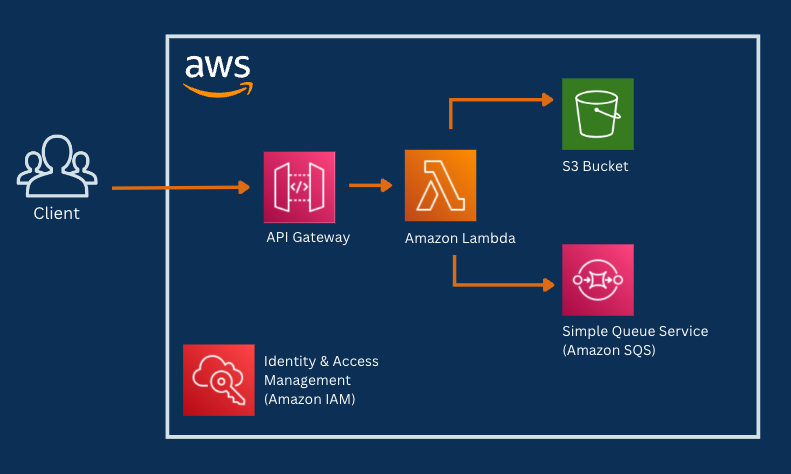 aws
S3 Bucket
Client
API Gateway
Amazon Lambda
Simple Queue Service
(Amazon SQS)
Identity & Access
Management
(Amazon IAM)